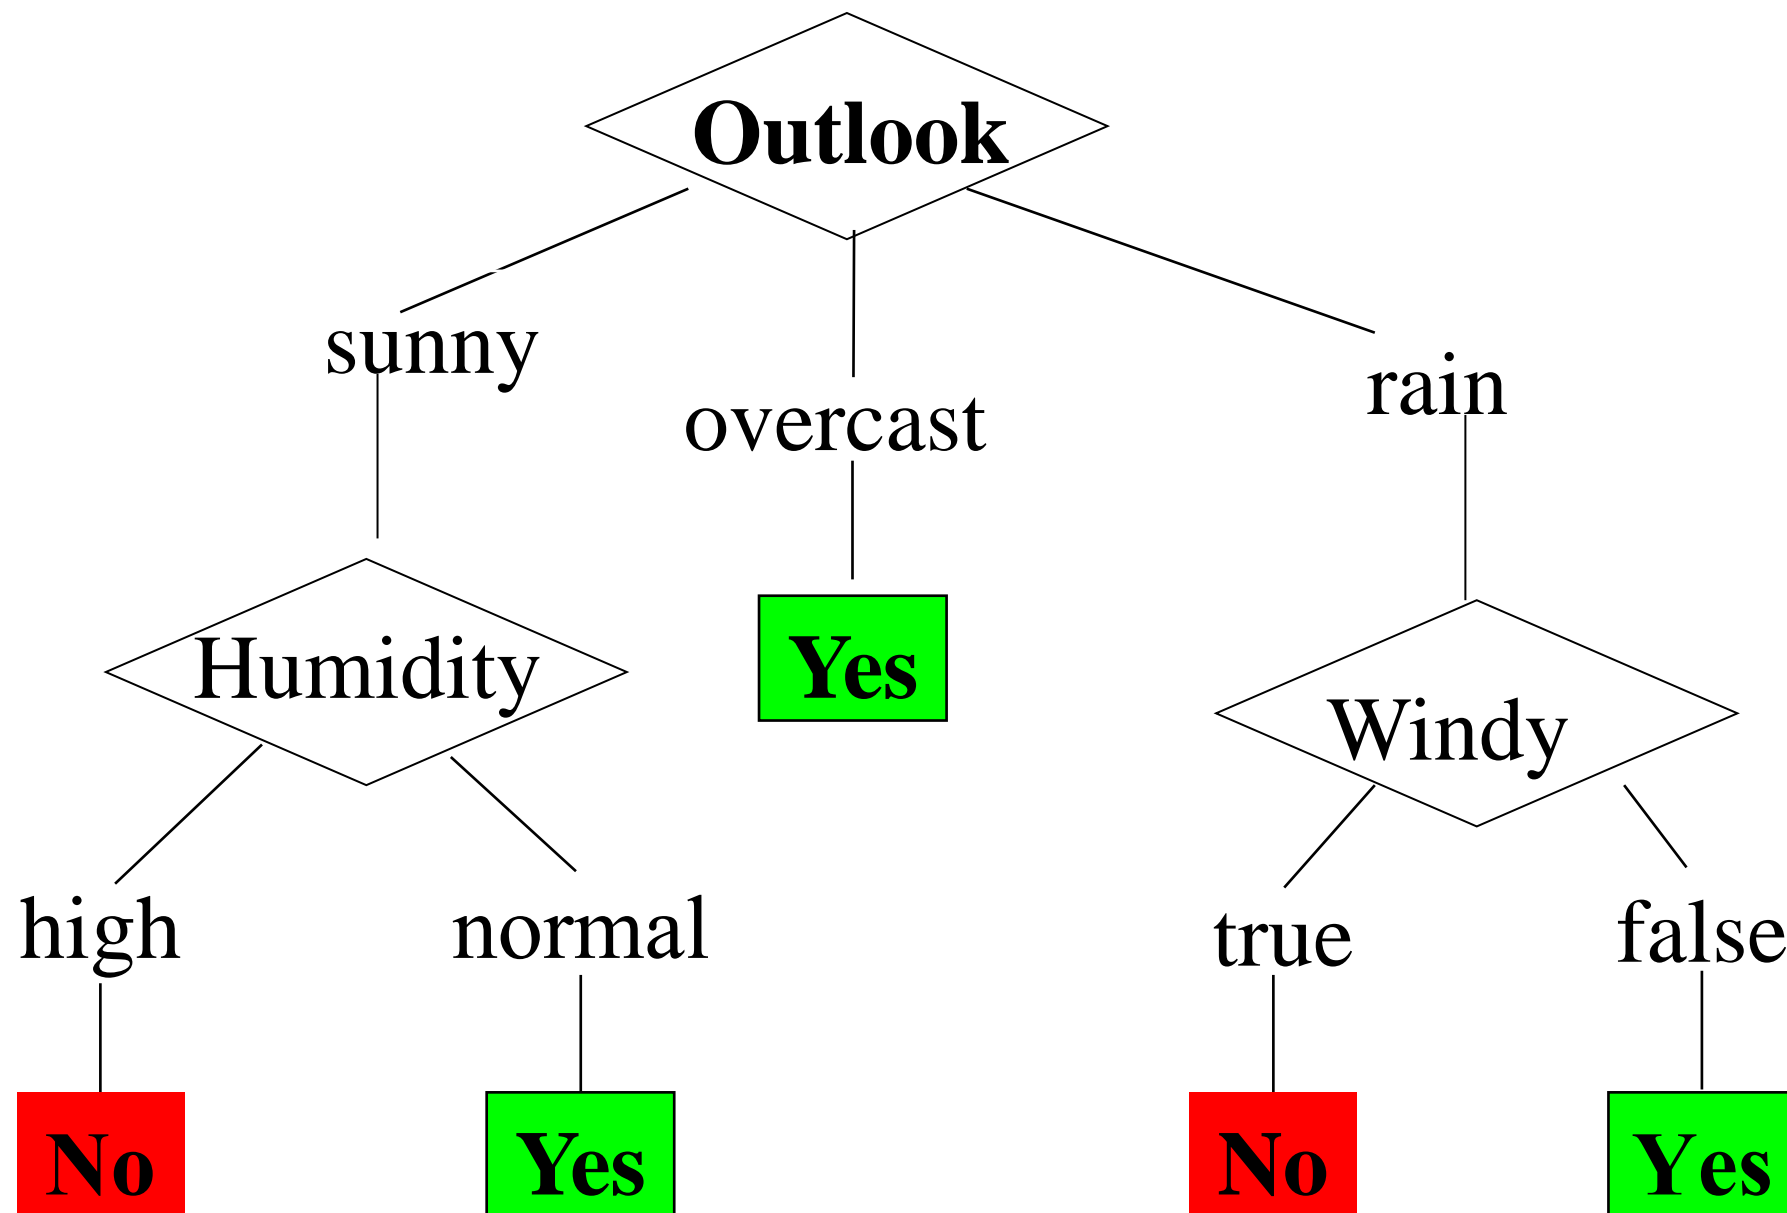 Outlook
sunny
overcast
rain
Humidity
Yes
Windy
high
normal
true
false
No
Yes
No
Yes